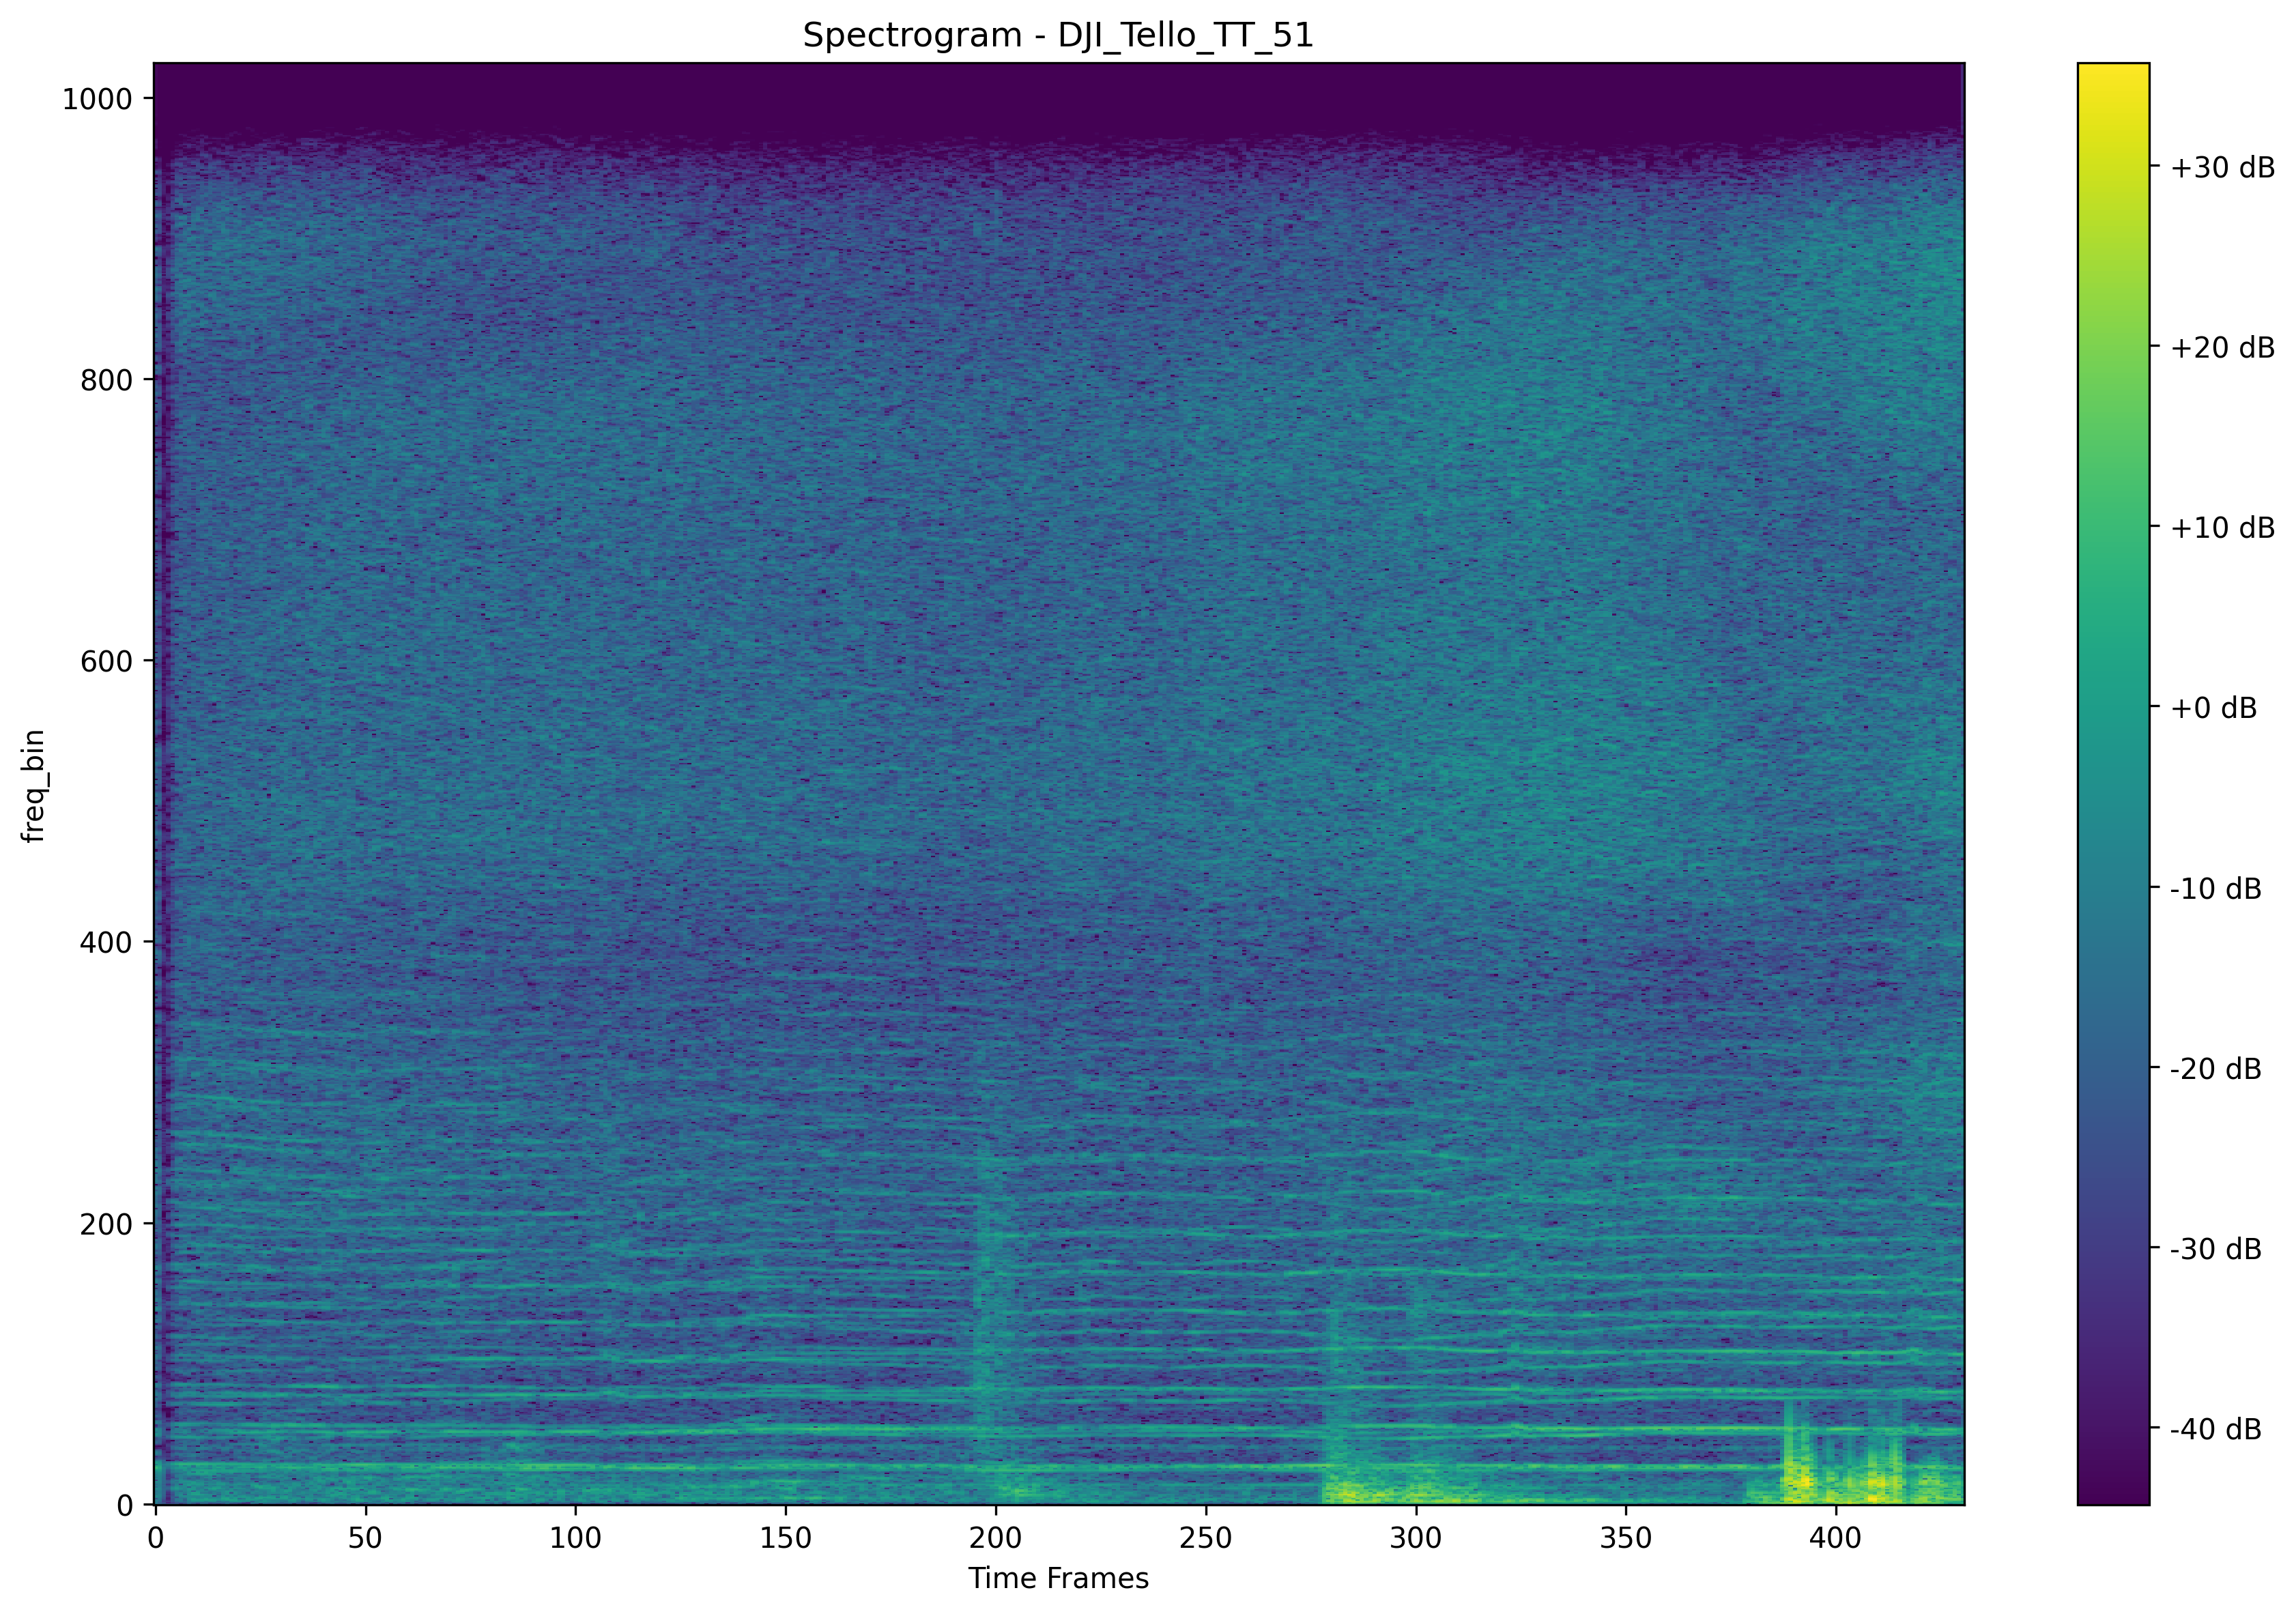 Spectrogram - DJI_Tello_TT_51
1000
800
600
400
200
0
freq_bin
0 50 100 150 200 250 300 350 400
Time Frames
+30 dB
+20 dB
+10 dB
+0 dB
-10 dB
-20 dB
-30 dB
-40 dB